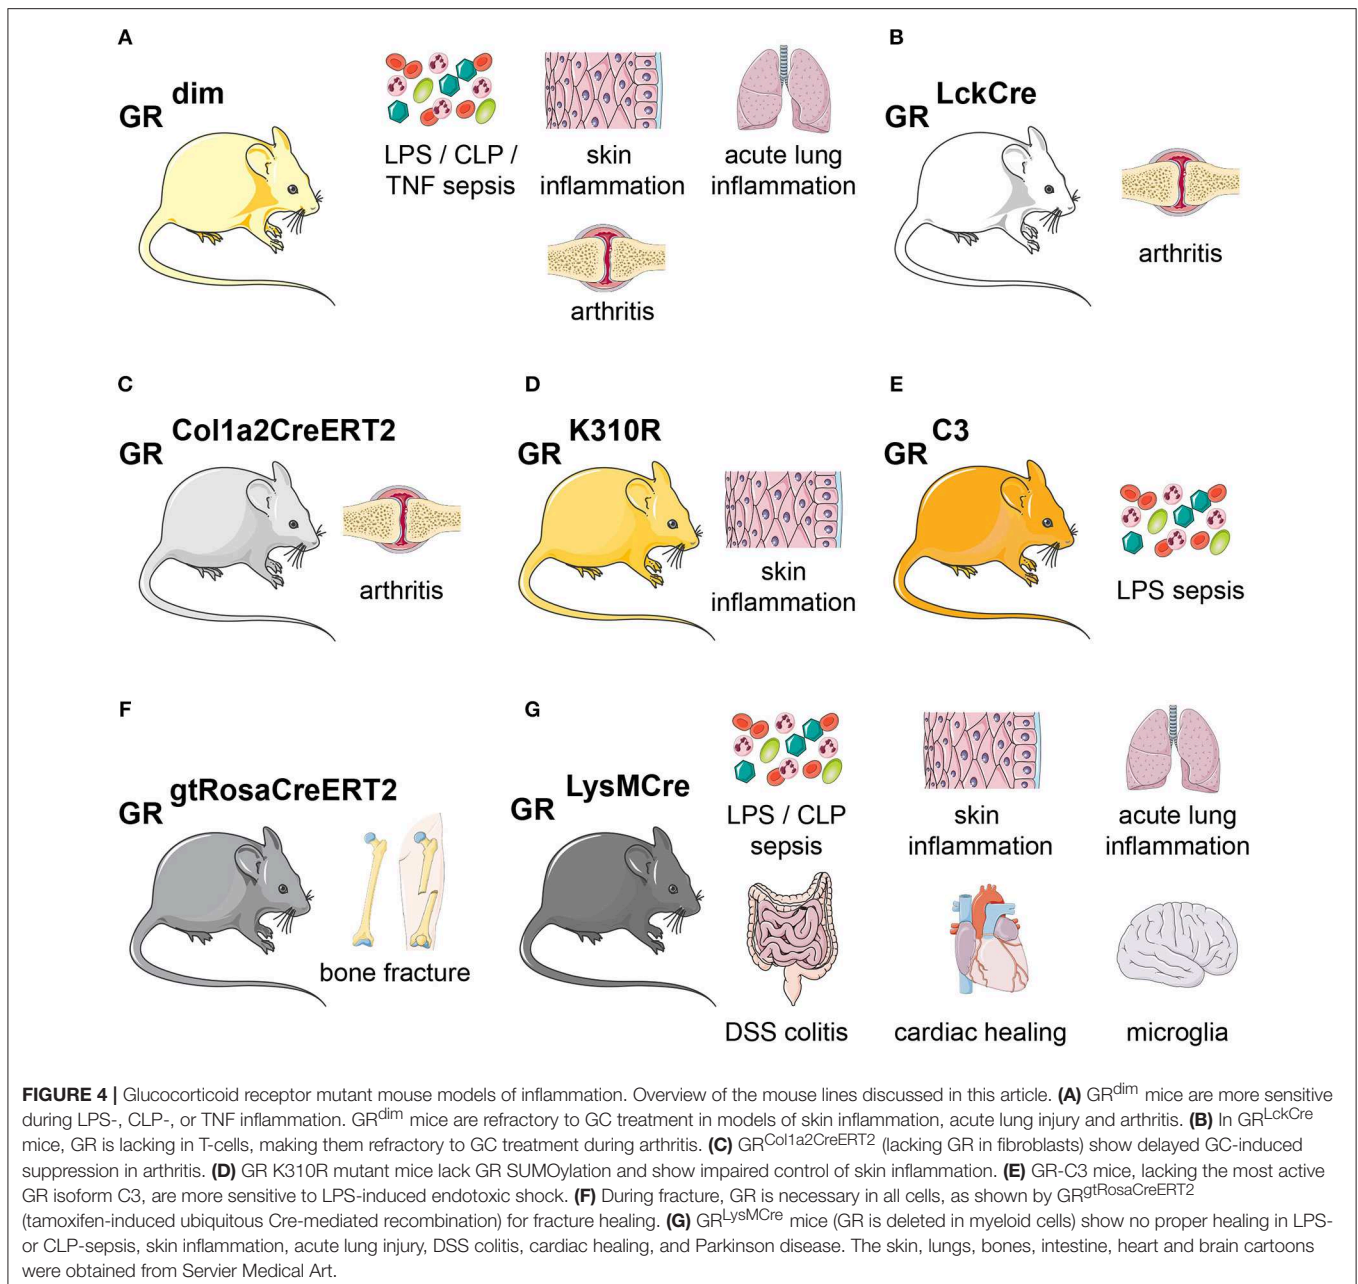 A
GR dim
LPS / CLP /
TNF sepsis
skin
inflammation
acute lung
inflammation
arthritis
B
GR LckCre
arthritis
C
GR Col1a2CreERT2
arthritis
D
GR K310R
skin
inflammation
E
GR C3
LPS sepsis
F
GR gtRosaCreERT2
bone fracture
G
GR LysMCre
LPS / CLP
sepsis
skin
inflammation
acute lung
inflammation
DSS colitis
cardiac healing
microglia
FIGURE 4 | Glucocorticoid receptor mutant mouse models of inflammation. Overview of the mouse lines discussed in this article. (A) GRdim mice are more sensitive
during LPS-, CLP-, or TNF inflammation. GRdim mice are refractory to GC treatment in models of skin inflammation, acute lung injury and arthritis. (B) In GRLckCre
mice, GR is lacking in T-cells, making them refractory to GC treatment during arthritis. (C) GRCol1a2CreERT2 (lacking GR in fibroblasts) show delayed GC-induced
suppression in arthritis. (D) GR K310R mutant mice lack GR SUMOylation and show impaired control of skin inflammation. (E) GR-C3 mice, lacking the most active
GR isoform C3, are more sensitive to LPS-induced endotoxic shock. (F) During fracture, GR is necessary in all cells, as shown by GRgtRosaCreERT2
(tamoxifen-induced ubiquitous Cre-mediated recombination) for fracture healing. (G) GRLysMCre mice (GR is deleted in myeloid cells) show no proper healing in LPS-
or CLP-sepsis, skin inflammation, acute lung injury, DSS colitis, cardiac healing, and Parkinson disease. The skin, lungs, bones, intestine, heart and brain cartoons
were obtained from Servier Medical Art.